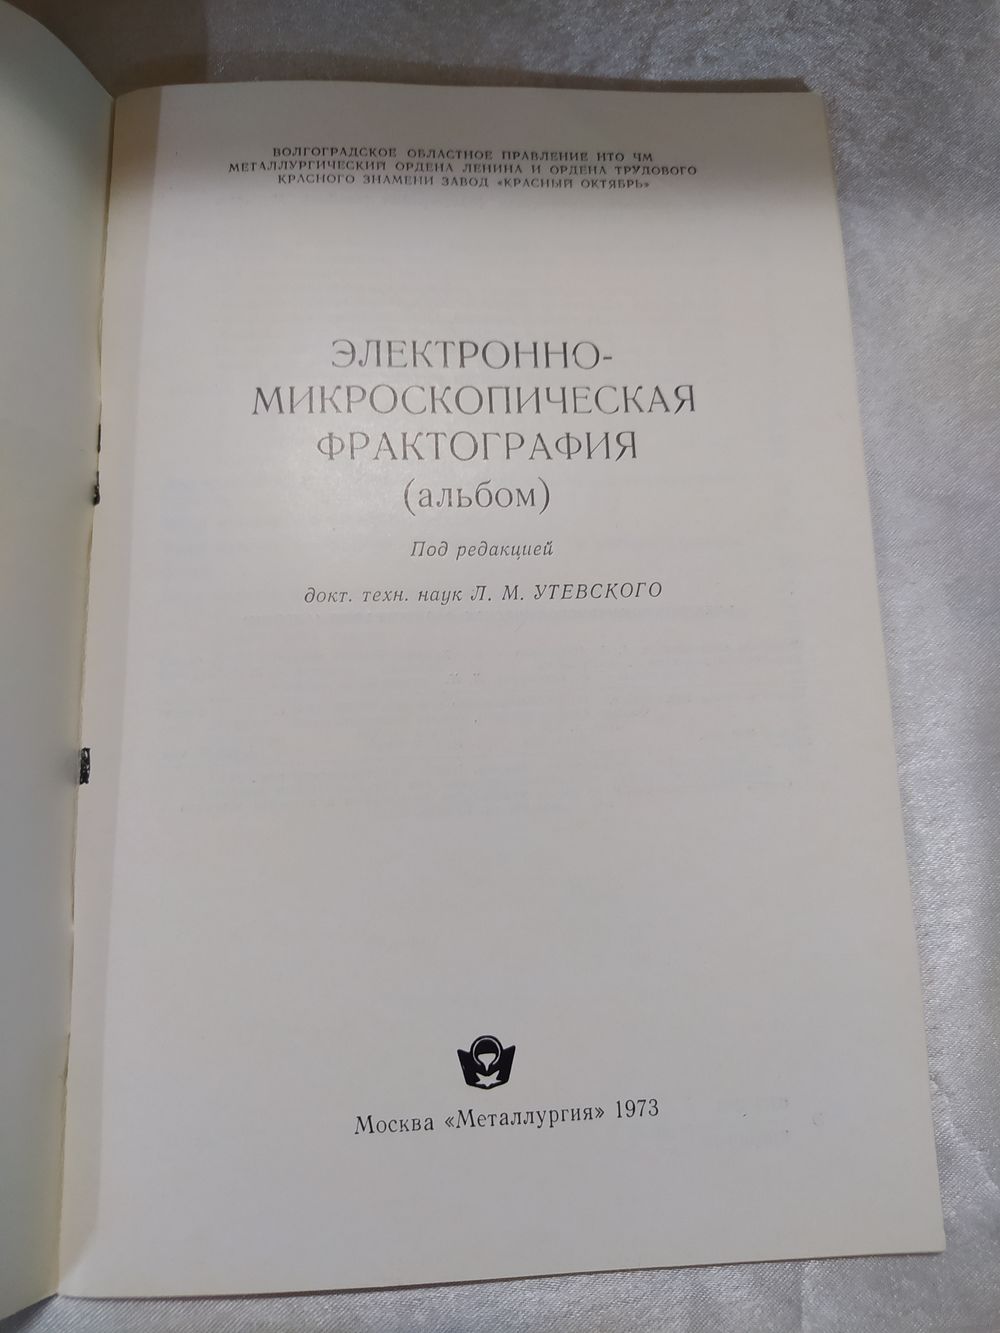 ВОЛГОГРАДСКОЕ ОБЛАСТНОЕ ПРАВЛЕНИЕ НТО ЧМ
МЕТАЛЛУРГИЧЕСКИЙ ОРДЕНА ЛЕНИНА И ОРДЕНА ТРУДОВОГО
КРАСНОГО ЗНАМЕНИ ЗАВОД «КРАСНЫЙ ОКТЯБРЬ»
ЭЛЕКТРОННО-
МИКРОСКОПИЧЕСКАЯ
ФРАКТОГРАФИЯ
(альбом)
Под редакцией
докт. техн. наук Л. М. УТЕВСКОГО
Москва «Металлургия» 1973